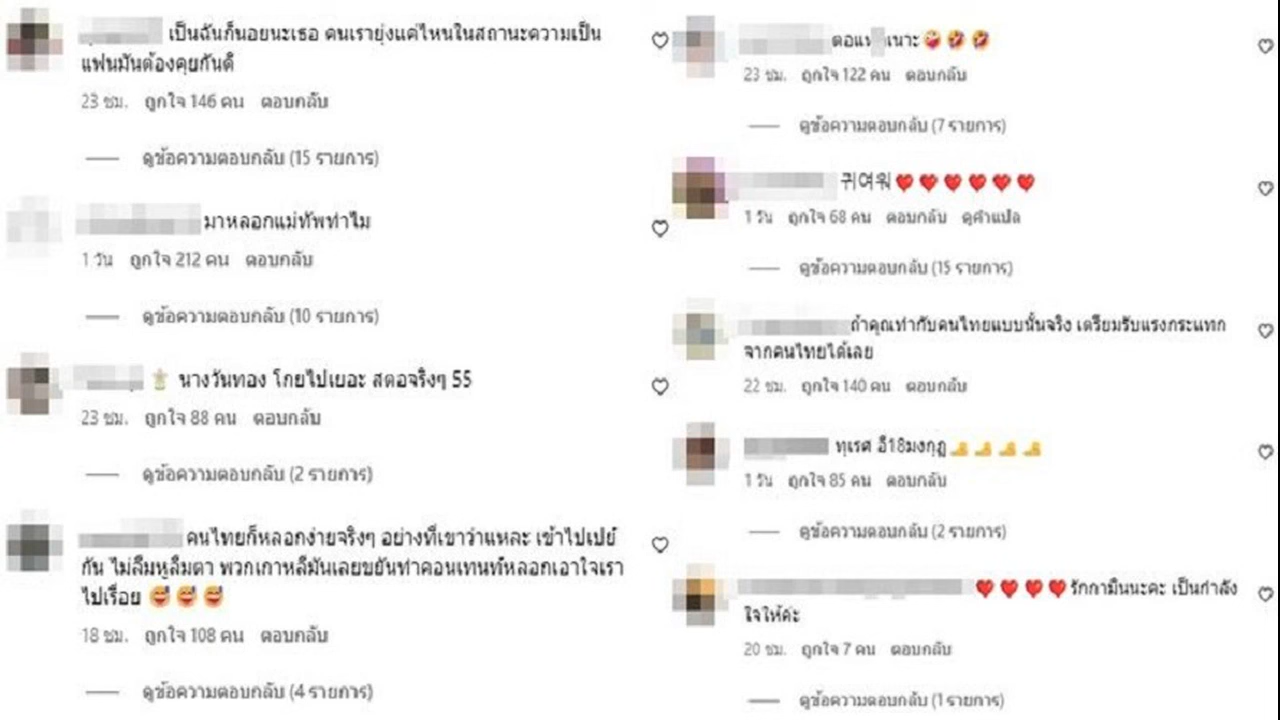 เป็นฉันก็นอยนะเธอ คนเรายุ่งแค่ไหนในสถานะความเป็น
แฟนมันต้องคุยกันดิ
23 ชม. ถูกใจ 146 คน ตอบกลับ
ดูข้อความตอบกลับ (15 รายการ)
มาหลอกแม่ทัพทำไม
1 วัน ถูกใจ 212 คน ตอบกลับ
ดูข้อความตอบกลับ (10 รายการ)
นางวันทอง โกยไปเยอะ สตอจริงๆ 55
23 ชม. ถูกใจ 88 คน ตอบกลับ
ดูข้อความตอบกลับ (2 รายการ)
คนไทยก็หลอกง่ายจริงๆ อย่างที่เขาว่าแหละ เข้าไปเปย์
กัน ไม่ลืมหูลืมตา พวกเกาหลีมันเลยขยันทำคอนเทนท์หลอกเอาใจเรา
ไปเรื่อย 😅 😅 😅
18 ชม. ถูกใจ 108 คน ตอบกลับ
ดูข้อความตอบกลับ (4 รายการ)
เนาะ🤪 🤣 🤣
23 ชม. ถูกใจ 122 คน ตอบกลับ
ดูข้อความตอบกลับ (7 รายการ)
귀여워❤️ ❤️ ❤️ ❤️ ❤️ ❤️
1 วัน ถูกใจ 68 คน ตอบกลับ ดูคำแปล
ดูข้อความตอบกลับ (15 รายการ)
ถ้าคุณทำกับคนไทยแบบนั้นจริง เตรียมรับแรงกระแทก
จากคนไทยได้เลย
22 ชม. ถูกใจ 140 คน ตอบกลับ
ทุเรศ อี18มงกุฎ
1 วัน ถูกใจ 85 คน ตอบกลับ
ดูข้อความตอบกลับ (2 รายการ)
❤️ ❤️ ❤️ ❤️รักกามินนะคะ เป็นกำลัง
ใจให้ค่ะ
20 ชม. ถูกใจ 7 คน ตอบกลับ
ดูข้อความตอบกลับ (1 รายการ)